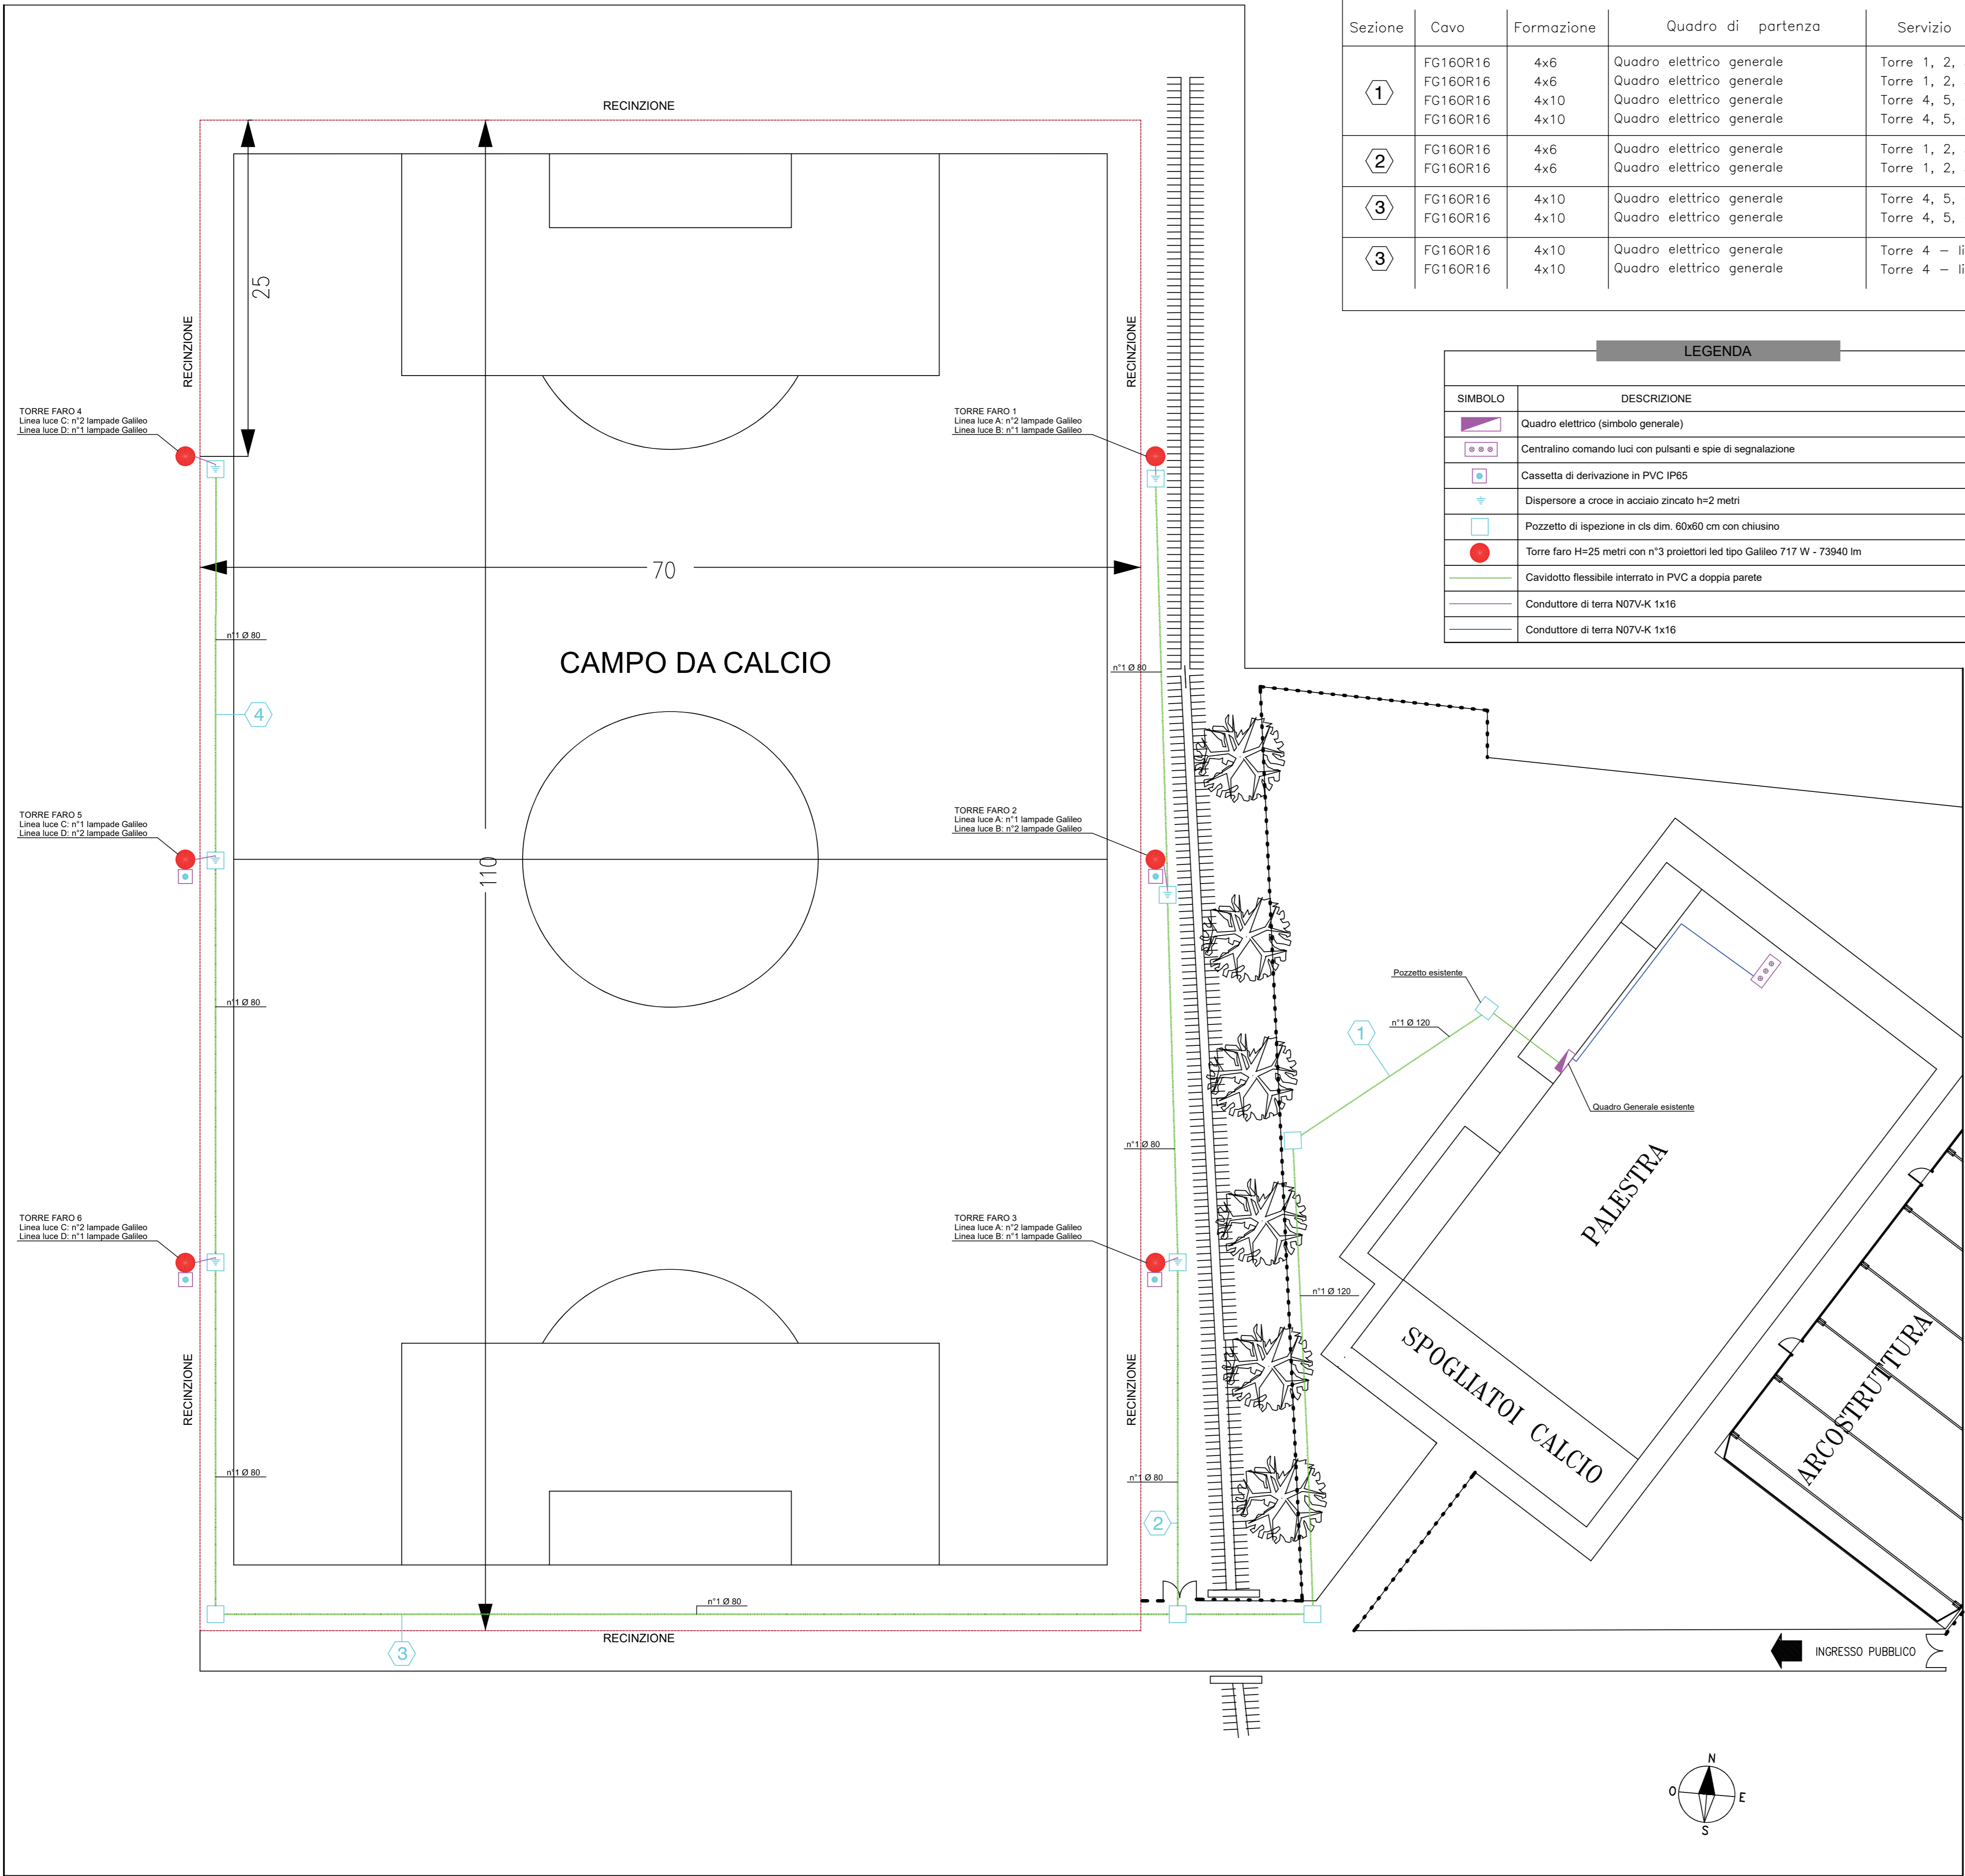 Sezione Cavo Formazione Quadro di partenza Servizio
1
FG16OR16 4x6 Quadro elettrico generale Torre 1, 2,
FG16OR16 4x6 Quadro elettrico generale Torre 1, 2,
FG16OR16 4x10 Quadro elettrico generale Torre 4, 5,
FG16OR16 4x10 Quadro elettrico generale Torre 4, 5,
2
FG16OR16 4x6 Quadro elettrico generale Torre 1, 2,
FG16OR16 4x6 Quadro elettrico generale Torre 1, 2,
3
FG16OR16 4x10 Quadro elettrico generale Torre 4, 5,
FG16OR16 4x10 Quadro elettrico generale Torre 4, 5,
3
FG16OR16 4x10 Quadro elettrico generale Torre 4 – li
FG16OR16 4x10 Quadro elettrico generale Torre 4 – li
LEGENDA
SIMBOLO DESCRIZIONE
Quadro elettrico (simbolo generale)
Centralino comando luci con pulsanti e spie di segnalazione
Cassetta di derivazione in PVC IP65
Dispersore a croce in acciaio zincato h=2 metri
Pozzetto di ispezione in cls dim. 60x60 cm con chiusino
Torre faro H=25 metri con n°3 proiettori led tipo Galileo 717 W - 73940 lm
Cavidotto flessibile interrato in PVC a doppia parete
Conduttore di terra N07V-K 1x16
Conduttore di terra N07V-K 1x16
RECINZIONE
25
RECINZIONE
RECINZIONE
TORRE FARO 4
Linea luce C: n°2 lampade Galileo
Linea luce D: n°1 lampade Galileo
TORRE FARO 1
Linea luce A: n°2 lampade Galileo
Linea luce B: n°1 lampade Galileo
70
n°1 Ø 80
CAMPO DA CALCIO
n°1 Ø 80
4
TORRE FARO 5
Linea luce C: n°1 lampade Galileo
Linea luce D: n°2 lampade Galileo
TORRE FARO 2
Linea luce A: n°1 lampade Galileo
Linea luce B: n°2 lampade Galileo
110
n°1 Ø 80
Pozzetto esistente
n°1 Ø 120
1
Quadro Generale esistente
n°1 Ø 80
PALESTRA
TORRE FARO 6
Linea luce C: n°2 lampade Galileo
Linea luce D: n°1 lampade Galileo
TORRE FARO 3
Linea luce A: n°2 lampade Galileo
Linea luce B: n°1 lampade Galileo
n°1 Ø 120
SPOGLIATOI CALCIO
ARCOSTRUTTURA
RECINZIONE
RECINZIONE
n°1 Ø 80
n°1 Ø 80
2
n°1 Ø 80
RECINZIONE
3
INGRESSO PUBBLICO
N
O
E
S